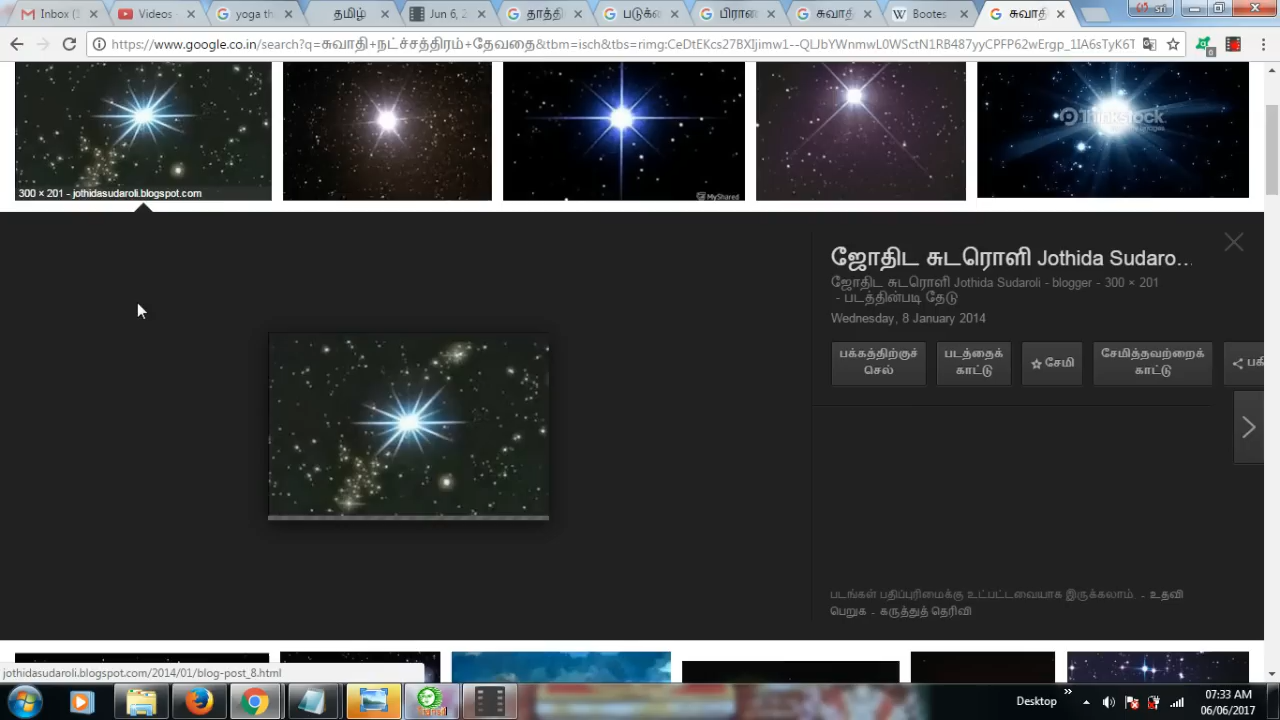 Inbox (
Videos -
yoga th
தமிழ்
Jun 6, 2
தாத்தி
படுக்
பிரான
சுவாதி
Bootes
சுவாதி
sri
https://www.google.co.in/search?q=சுவாதி+நட்ச்சத்திரம்+தேவதை&tbm=isch&tbs=rimg:CeDtEKcs27BXIjimw1--QLJbYWnmwL0WSctN1RB487yyCPFP62wErgp_1IA6sTyK6T
300 × 201 - jothidasudaroli.blogspot.com
MyShared
Thinkstock
ஜோதிட சுடரொளி Jothida Sudaro...
ஜோதிட சுடரொளி Jothida Sudaroli - blogger - 300 × 201
- படத்தின்படி தேடு
Wednesday, 8 January 2014
பக்கத்திற்குச் செல்
படத்தைக் காட்டு
சேமி
சேமித்தவற்றைக் காட்டு
பகி
படங்கள் பதிப்புரிமைக்கு உட்பட்டவையாக இருக்கலாம். - உதவி
பெறுக - கருத்துத் தெரிவி
jothidasudaroli.blogspot.com/2014/01/blog-post_8.html
Desktop
07:33 AM
06/06/2017